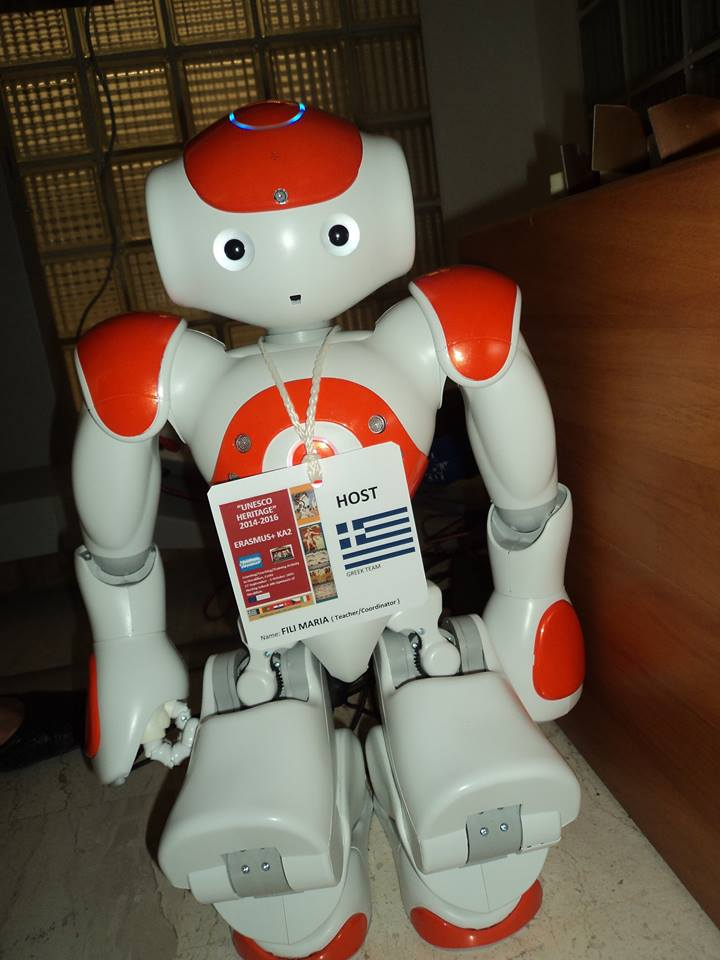 "UNESCO
HERITAGE"
2014-2016
ERASMUS+ KA2
HOST
GREEK TEAM
Name: FILI MARIA ( Teacher/Coordinator )